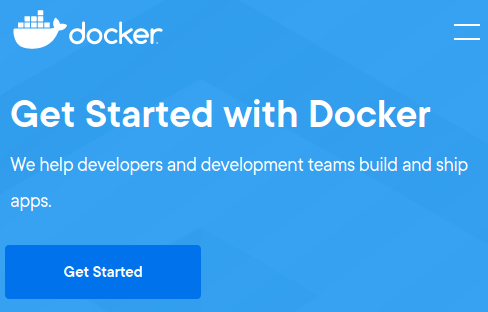 docker
Get Started with Docker
We help developers and development teams build and ship
apps.
Get Started